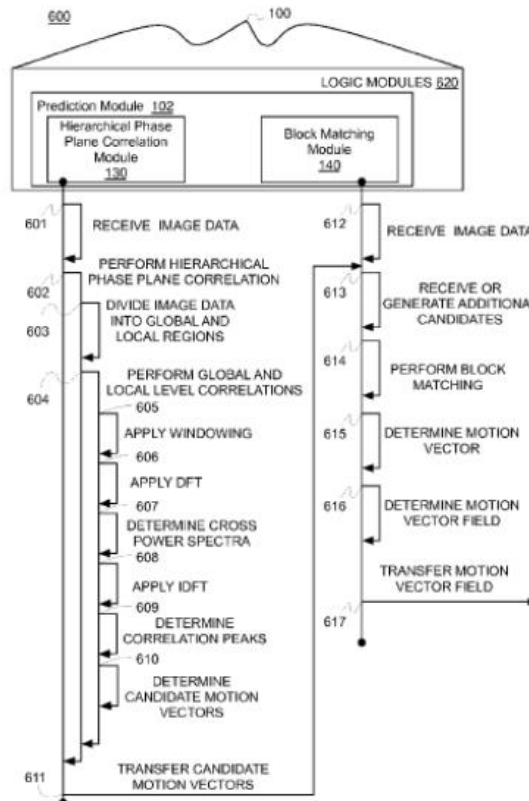 600
100
LOGIC MODULES 620
Prediction Module 102
Hierarchical Phase
Plane Correlation
Module
130
Block Matching
Module
140
601
RECEIVE IMAGE DATA
602
PERFORM HIERARCHICAL
PHASE PLANE CORRELATION
603
DIVIDE IMAGE DATA
INTO GLOBAL AND
LOCAL REGIONS
604
PERFORM GLOBAL AND
LOCAL LEVEL CORRELATIONS
605
APPLY WINDOWING
606
APPLY DFT
607
DETERMINE CROSS
POWER SPECTRA
608
APPLY IDFT
609
DETERMINE
CORRELATION PEAKS
610
DETERMINE
CANDIDATE MOTION
VECTORS
611
TRANSFER CANDIDATE
MOTION VECTORS
612
RECEIVE IMAGE DATA
613
RECEIVE OR
GENERATE ADDITIONAL
CANDIDATES
614
PERFORM BLOCK
MATCHING
615
DETERMINE MOTION
VECTOR
616
DETERMINE MOTION
VECTOR FIELD
TRANSFER MOTION
VECTOR FIELD
617